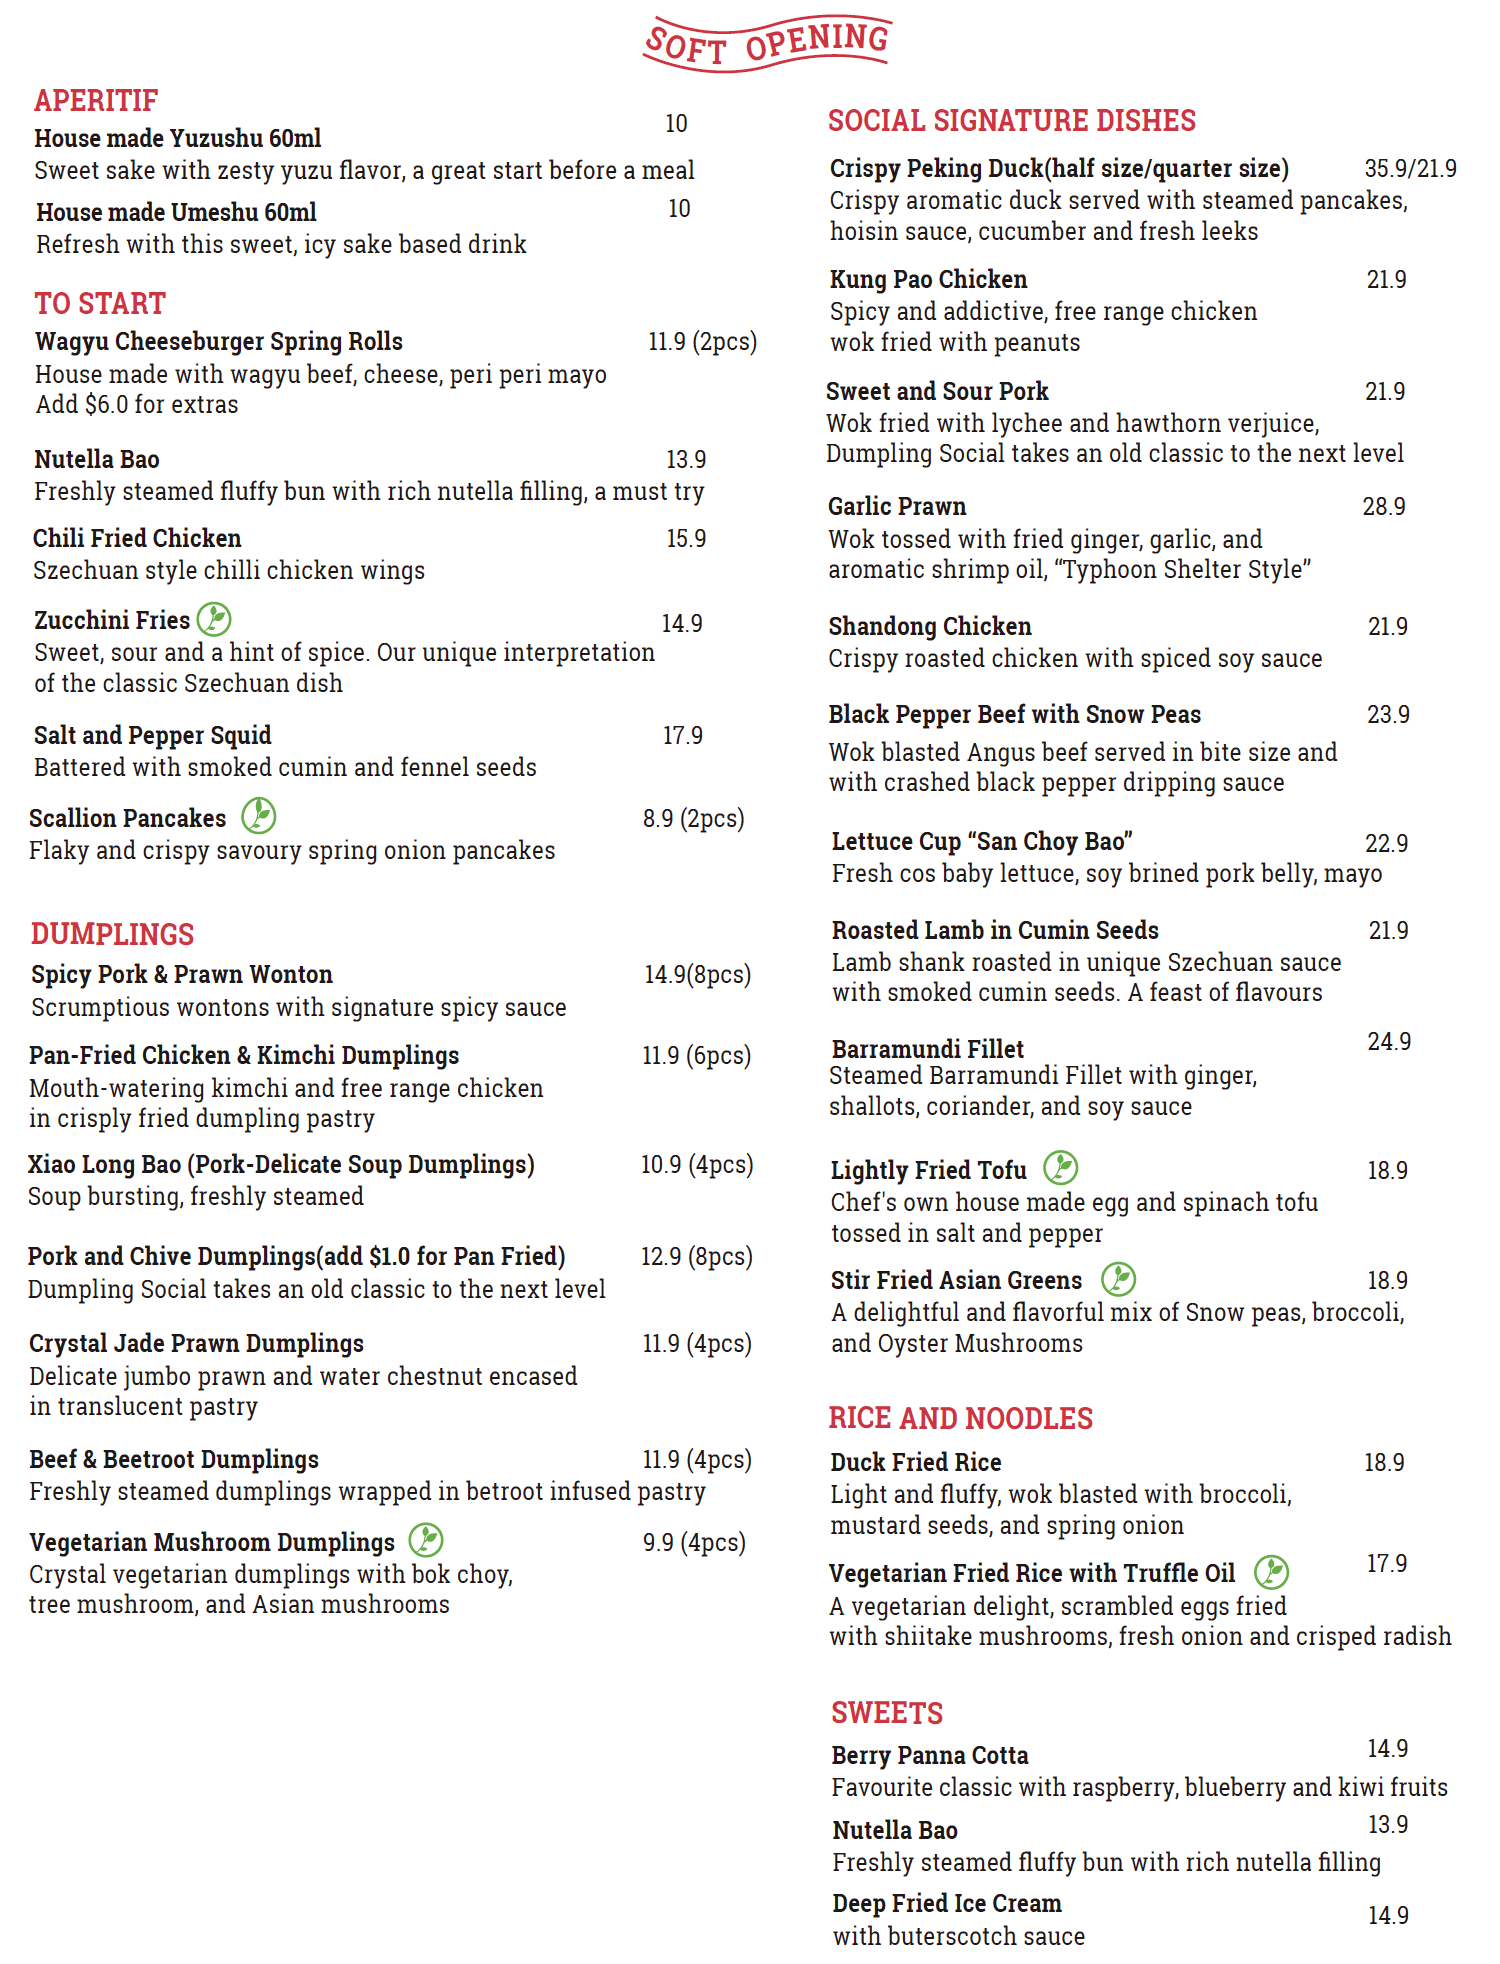 SOFT OPENING
APERITIF
House made Yuzushu 60ml 10
Sweet sake with zesty yuzu flavor, a great start before a meal
House made Umeshu 60ml 10
Refresh with this sweet, icy sake based drink
TO START
Wagyu Cheeseburger Spring Rolls 11.9 (2pcs)
House made with wagyu beef, cheese, peri peri mayo
Add $6.0 for extras
Nutella Bao 13.9
Freshly steamed fluffy bun with rich nutella filling, a must try
Chili Fried Chicken 15.9
Szechuan style chilli chicken wings
Zucchini Fries 14.9
Sweet, sour and a hint of spice. Our unique interpretation
of the classic Szechuan dish
Salt and Pepper Squid 17.9
Battered with smoked cumin and fennel seeds
Scallion Pancakes 8.9 (2pcs)
Flaky and crispy savoury spring onion pancakes
DUMPLINGS
Spicy Pork & Prawn Wonton 14.9(8pcs)
Scrumptious wontons with signature spicy sauce
Pan-Fried Chicken & Kimchi Dumplings 11.9 (6pcs)
Mouth-watering kimchi and free range chicken
in crisply fried dumpling pastry
Xiao Long Bao (Pork-Delicate Soup Dumplings) 10.9 (4pcs)
Soup bursting, freshly steamed
Pork and Chive Dumplings(add $1.0 for Pan Fried) 12.9 (8pcs)
Dumpling Social takes an old classic to the next level
Crystal Jade Prawn Dumplings 11.9 (4pcs)
Delicate jumbo prawn and water chestnut encased
in translucent pastry
Beef & Beetroot Dumplings 11.9 (4pcs)
Freshly steamed dumplings wrapped in betroot infused pastry
Vegetarian Mushroom Dumplings 9.9 (4pcs)
Crystal vegetarian dumplings with bok choy,
tree mushroom, and Asian mushrooms
SOCIAL SIGNATURE DISHES
Crispy Peking Duck(half size/quarter size) 35.9/21.9
Crispy aromatic duck served with steamed pancakes,
hoisin sauce, cucumber and fresh leeks
Kung Pao Chicken 21.9
Spicy and addictive, free range chicken
wok fried with peanuts
Sweet and Sour Pork 21.9
Wok fried with lychee and hawthorn verjuice,
Dumpling Social takes an old classic to the next level
Garlic Prawn 28.9
Wok tossed with fried ginger, garlic, and
aromatic shrimp oil, “Typhoon Shelter Style”
Shandong Chicken 21.9
Crispy roasted chicken with spiced soy sauce
Black Pepper Beef with Snow Peas 23.9
Wok blasted Angus beef served in bite size and
with crashed black pepper dripping sauce
Lettuce Cup “San Choy Bao” 22.9
Fresh cos baby lettuce, soy brined pork belly, mayo
Roasted Lamb in Cumin Seeds 21.9
Lamb shank roasted in unique Szechuan sauce
with smoked cumin seeds. A feast of flavours
Barramundi Fillet 24.9
Steamed Barramundi Fillet with ginger,
shallots, coriander, and soy sauce
Lightly Fried Tofu 18.9
Chef's own house made egg and spinach tofu
tossed in salt and pepper
Stir Fried Asian Greens 18.9
A delightful and flavorful mix of Snow peas, broccoli,
and Oyster Mushrooms
RICE AND NOODLES
Duck Fried Rice 18.9
Light and fluffy, wok blasted with broccoli,
mustard seeds, and spring onion
Vegetarian Fried Rice with Truffle Oil 17.9
A vegetarian delight, scrambled eggs fried
with shiitake mushrooms, fresh onion and crisped radish
SWEETS
Berry Panna Cotta 14.9
Favourite classic with raspberry, blueberry and kiwi fruits
Nutella Bao 13.9
Freshly steamed fluffy bun with rich nutella filling
Deep Fried Ice Cream 14.9
with buterscotch sauce